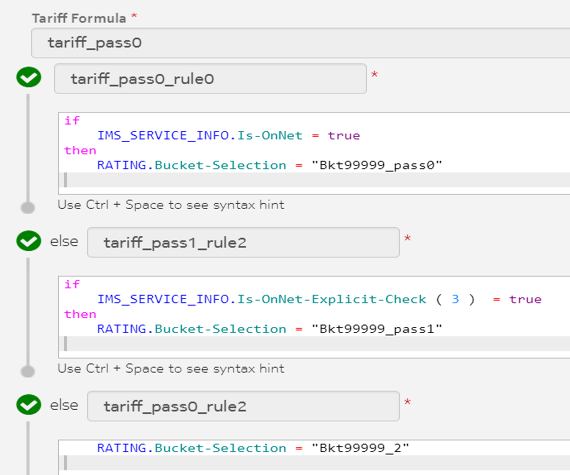 Tariff Formula *
tariff_pass0
tariff_pass0_rule0 *
if
IMS_SERVICE_INFO.Is-OnNet = true
then
RATING.Bucket-Selection = "Bkt99999_pass0"
Use Ctrl + Space to see syntax hint
else tariff_pass1_rule2 *
if
IMS_SERVICE_INFO.Is-OnNet-Explicit-Check ( 3 ) = true
then
RATING.Bucket-Selection = "Bkt99999_pass1"
Use Ctrl + Space to see syntax hint
else tariff_pass0_rule2 *
RATING.Bucket-Selection = "Bkt99999_2"